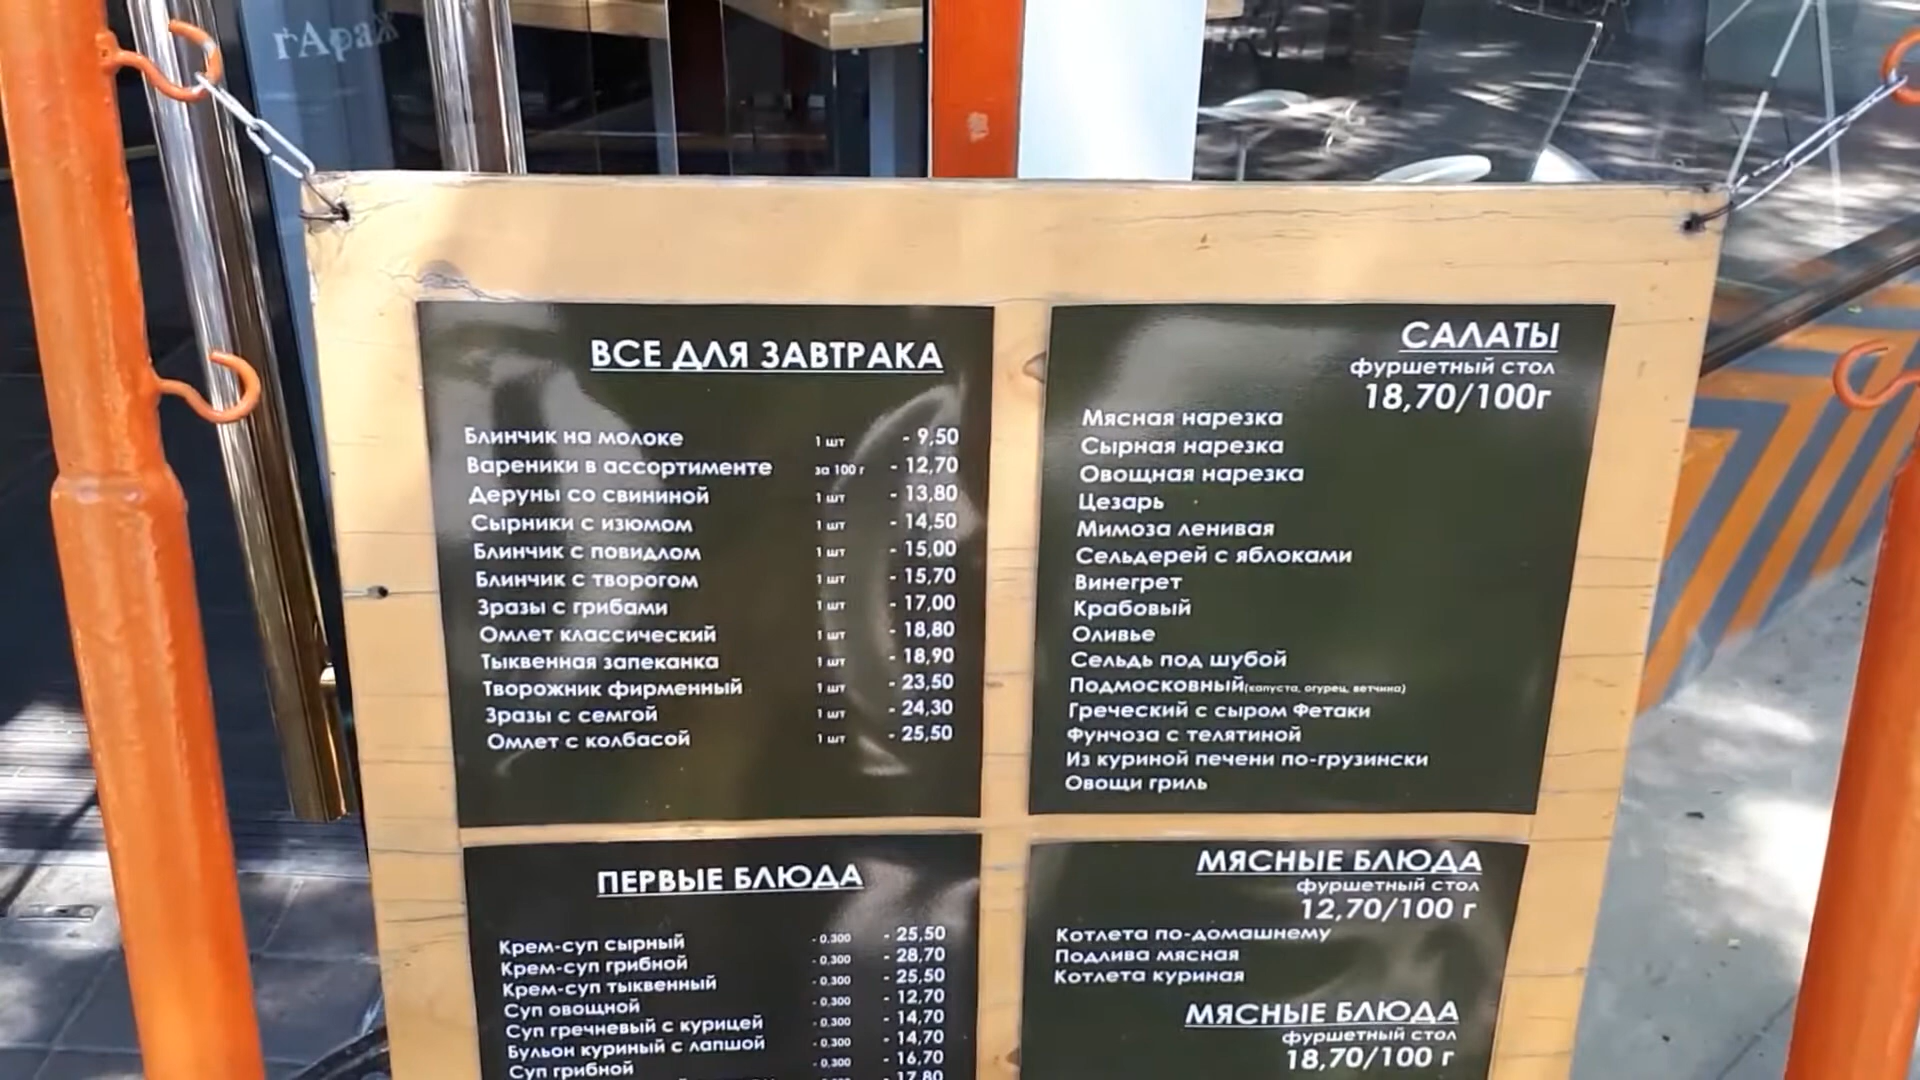 гАраЖ
ВСЕ ДЛЯ ЗАВТРАКА
Блинчик на молоке 1 шт - 9,50
Вареники в ассортименте за 100 г - 12,70
Деруны со свининой 1 шт - 13,80
Сырники с изюмом 1 шт - 14,50
Блинчик с повидлом 1 шт - 15,00
Блинчик с творогом 1 шт - 15,70
Зразы с грибами 1 шт - 17,00
Омлет классический 1 шт - 18,80
Тыквенная запеканка 1 шт - 18,90
Творожник фирменный 1 шт - 23,50
Зразы с семгой 1 шт - 24,30
Омлет с колбасой 1 шт - 25,50
САЛАТЫ
фуршетный стол
18,70/100г
Мясная нарезка
Сырная нарезка
Овощная нарезка
Цезарь
Мимоза ленивая
Сельдерей с яблоками
Винегрет
Крабовый
Оливье
Сельдь под шубой
Подмосковный(капуста, огурец, ветчина)
Греческий с сыром Фетаки
Фунчоза с телятиной
Из куриной печени по-грузински
Овощи гриль
ПЕРВЫЕ БЛЮДА
Крем-суп сырный - 0.300 - 25,50
Крем-суп грибной - 0.300 - 28,70
Крем-суп тыквенный - 0.300 - 25,50
Суп овощной - 0.300 - 12,70
Суп гречневый с курицей - 0.300 - 14,70
Бульон куриный с лапшой - 0.300 - 14,70
Суп грибной - 0.300 - 16,70
- 17,80
МЯСНЫЕ БЛЮДА
фуршетный стол
12,70/100 г
Котлета по-домашнему
Подлива мясная
Котлета куриная
МЯСНЫЕ БЛЮДА
фуршетный стол
18,70/100 г